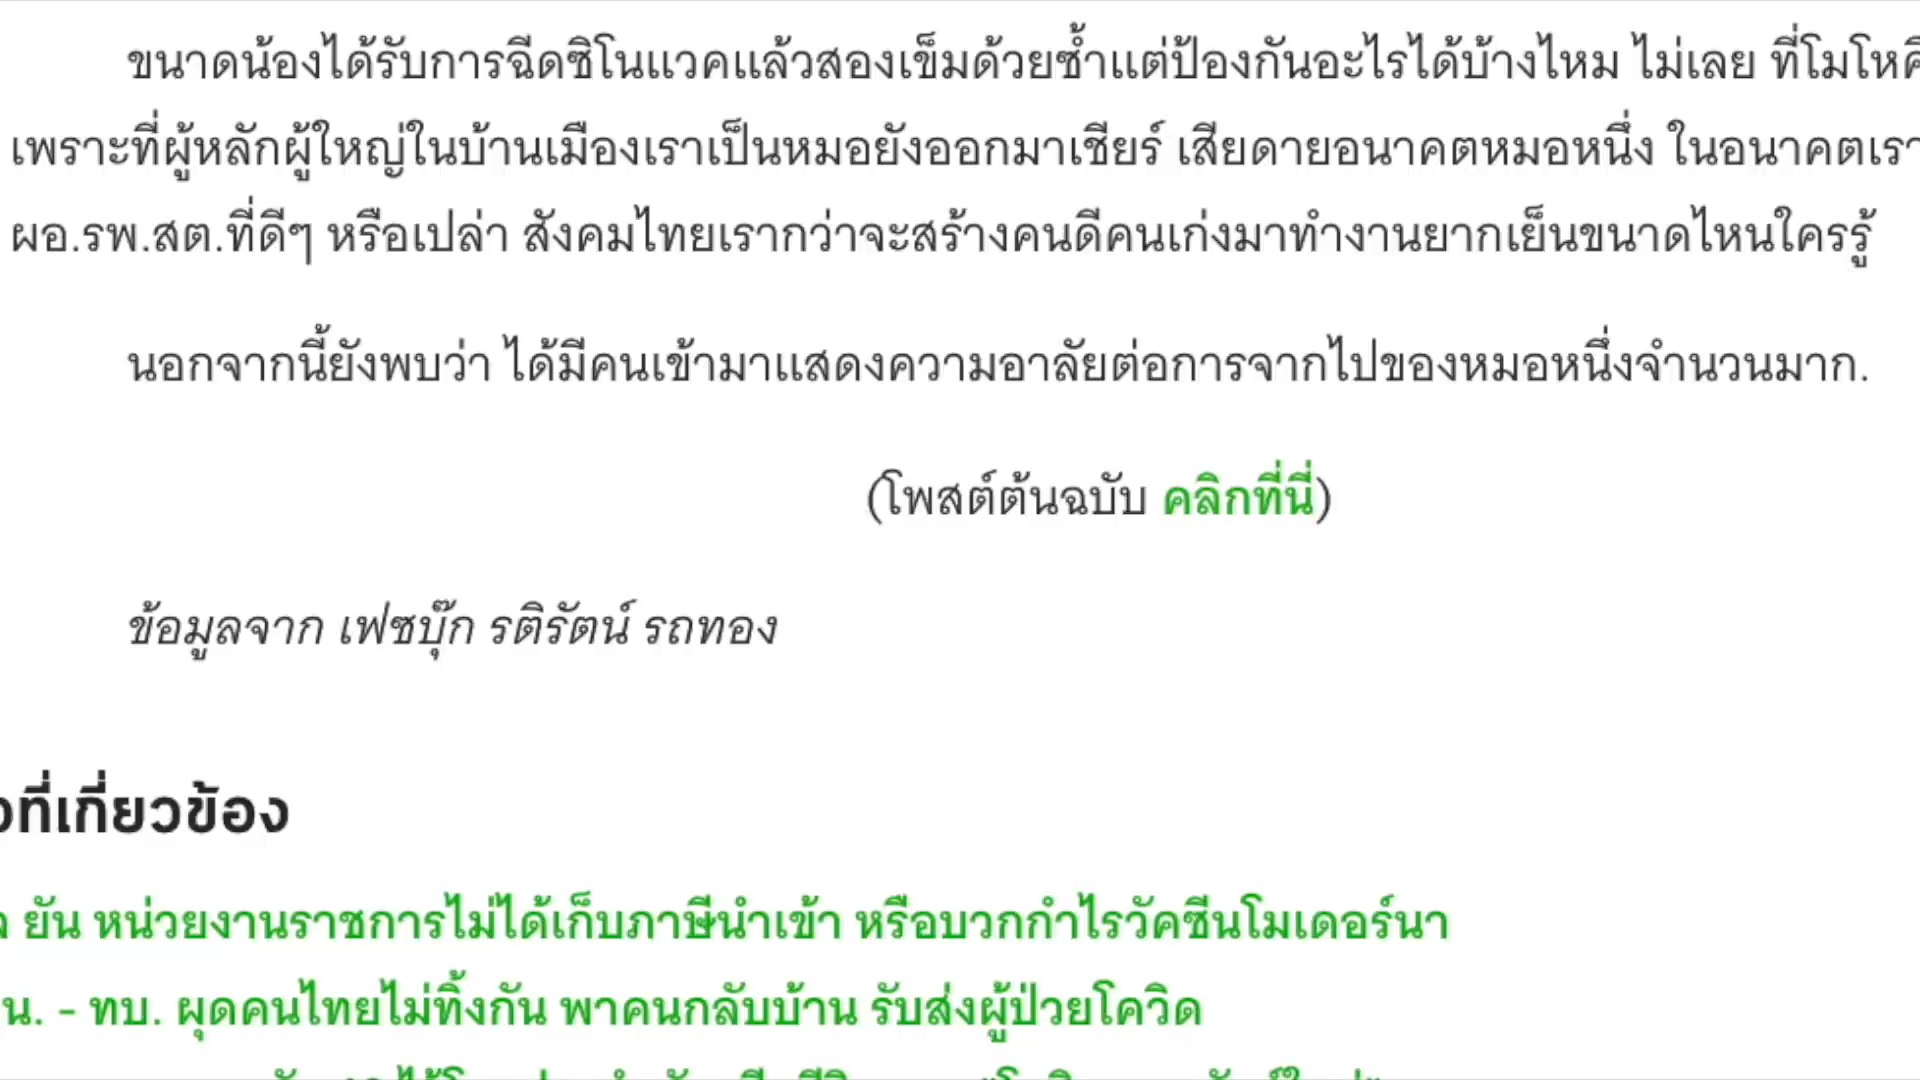 ขนาดน้องได้รับการฉีดซิโนแวคแล้วสองเข็มด้วยซ้ำแต่ป้องกันอะไรได้บ้างไหม ไม่เลย ที่โมโห
เพราะที่ผู้หลักผู้ใหญ่ในบ้านเมืองเราเป็นหมอยังออกมาเชียร์ เสียดายอนาคตหมอหนึ่ง ในอนาคตเรา
ผอ.รพ.สต.ที่ดีๆ หรือเปล่า สังคมไทยเรากว่าจะสร้างคนดีคนเก่งมาทำงานยากเย็นขนาดไหนใครรู้
นอกจากนี้ยังพบว่า ได้มีคนเข้ามาแสดงความอาลัยต่อการจากไปของหมอหนึ่งจำนวนมาก.
(โพสต์ต้นฉบับ คลิกที่นี่)
ข้อมูลจาก เฟซบุ๊ก รติรัตน์ รถทอง
ที่เกี่ยวข้อง
ยัน หน่วยงานราชการไม่ได้เก็บภาษีนำเข้า หรือบวกกำไรวัคซีนโมเดอร์นา
น. - ทบ. ผุดคนไทยไม่ทิ้งกัน พาคนกลับบ้าน รับส่งผู้ป่วยโควิด